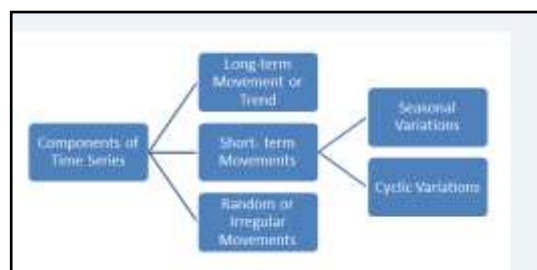 Components of
Time Series
Long-term
Movement or
Trend
Short- term
Movements
Random or
Irregular
Movements
Seasonal
Variations
Cyclic Variations